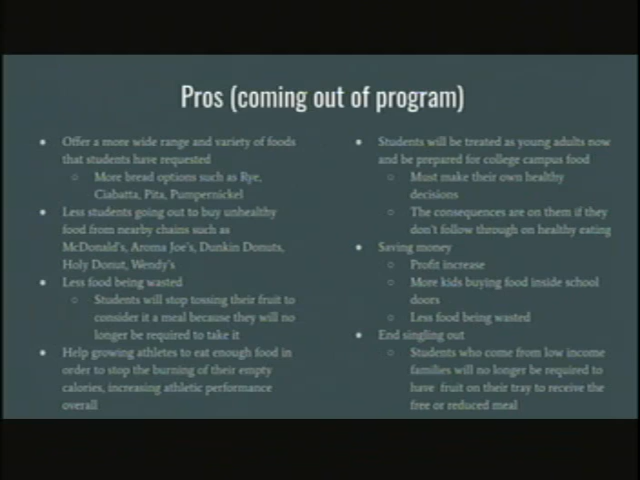 Pros (coming out of program)
Offer a more wide range and variety of foods
that students have requested
More bread options such as Rye,
Ciabatta, Pita, Pumpernickel
Less students going out to buy unhealthy
food from nearby chains such as
McDonald's, Aroma Joe's, Dunkin Donuts,
Holy Donut, Wendy's
Less food being wasted
Students will stop tossing their fruit to
consider it a meal because they will no
longer be required to take it
Help growing athletes to eat enough food in
order to stop the burning of their empty
calories, increasing athletic performance
overall
Students will be treated as young adults now
and be prepared for college campus food
Must make their own healthy
decisions
The consequences are on them if they
don't follow through on healthy eating
Saving money
Profit increase
More kids buying food inside school
doors
Less food being wasted
End singling out
Students who come from low income
families will no longer be required to
have fruit on their tray to receive the
free or reduced meal